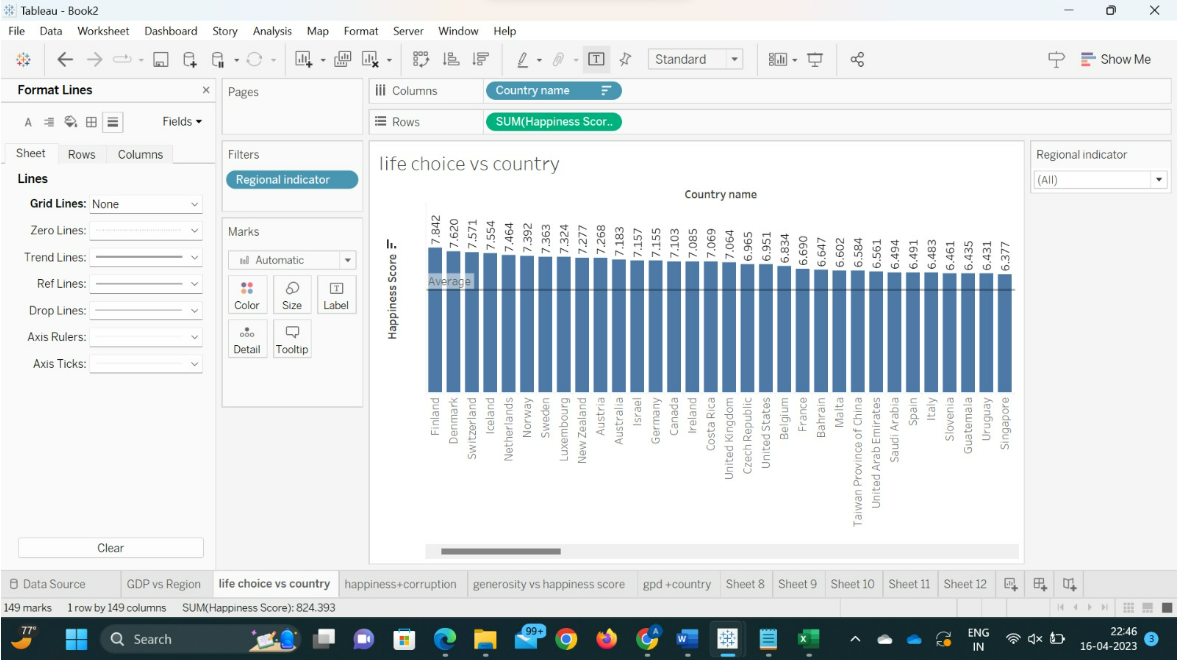 Tableau - Book2
File Data Worksheet Dashboard Story Analysis Map Format Server Window Help
Standard
Show Me
Format Lines
Fields
Sheet Rows Columns
Lines
Grid Lines: None
Zero Lines:
Trend Lines:
Ref Lines:
Drop Lines:
Axis Rulers:
Axis Ticks:
Clear
Pages
Filters
Regional indicator
Marks
Automatic
Color Size Label
Detail Tooltip
Columns Country name
Rows SUM(Happiness Scor..
life choice vs country
Country name
Happiness Score
7.842 7.620 7.571 7.554 7.464 7.392 7.363 7.324 7.277 7.268 7.183 7.157 7.155 7.103 7.085 7.069 7.064 6.965 6.951 6.834 6.690 6.647 6.602 6.584 6.561 6.494 6.491 6.483 6.461 6.435 6.431 6.377
Average
Finland
Denmark
Switzerland
Iceland
Netherlands
Norway
Sweden
Luxembourg
New Zealand
Austria
Australia
Israel
Germany
Canada
Ireland
Costa Rica
United Kingdom
Czech Republic
United States
Belgium
France
Bahrain
Malta
Taiwan Province of China
United Arab Emirates
Saudi Arabia
Spain
Italy
Slovenia
Guatemala
Uruguay
Singapore
Regional indicator
(All)
Data Source GDP vs Region life choice vs country happiness+corruption generosity vs happiness score gpd +country Sheet 8 Sheet 9 Sheet 10 Sheet 11 Sheet 12
149 marks 1 row by 149 columns SUM(Happiness Score): 824.393
77°
Search
99+
ENG
IN
22:46
16-04-2023
3